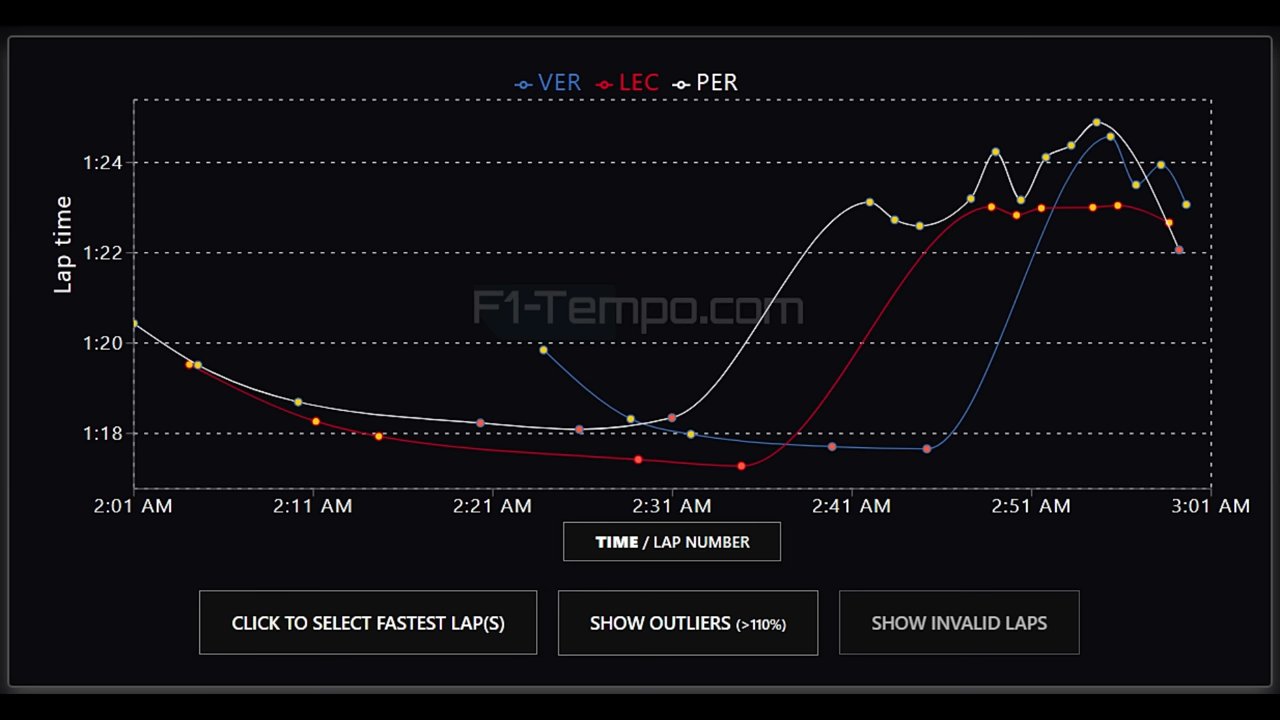 VER LEC PER
1:24
1:22
1:20
1:18
Lap time
F1-Tempo.com
2:01 AM 2:11 AM 2:21 AM 2:31 AM 2:41 AM 2:51 AM 3:01 AM
TIME / LAP NUMBER
CLICK TO SELECT FASTEST LAP(S) SHOW OUTLIERS (>110%) SHOW INVALID LAPS